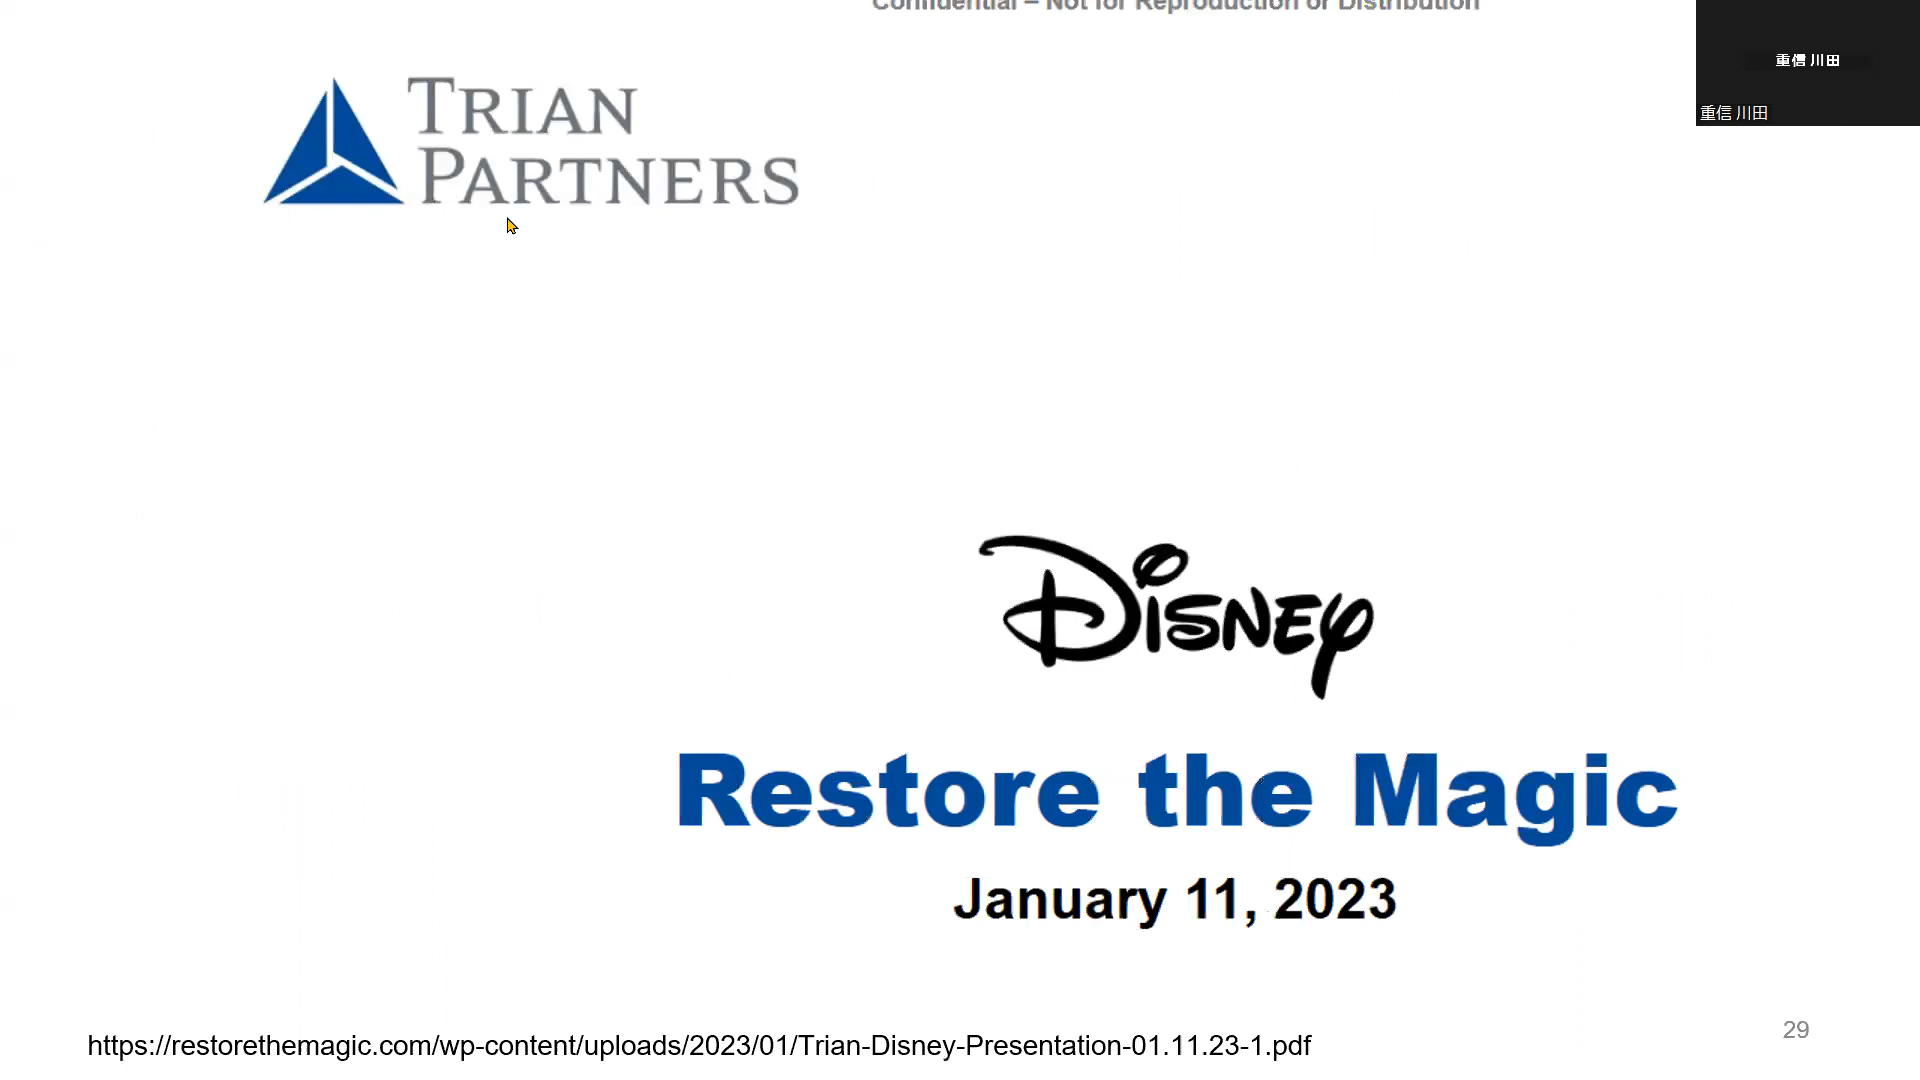 Confidential – Not for Reproduction or Distribution
重信 川田
重信 川田
TRIAN
PARTNERS
DISNEY
Restore the Magic
January 11, 2023
29
https://restorethemagic.com/wp-content/uploads/2023/01/Trian-Disney-Presentation-01.11.23-1.pdf